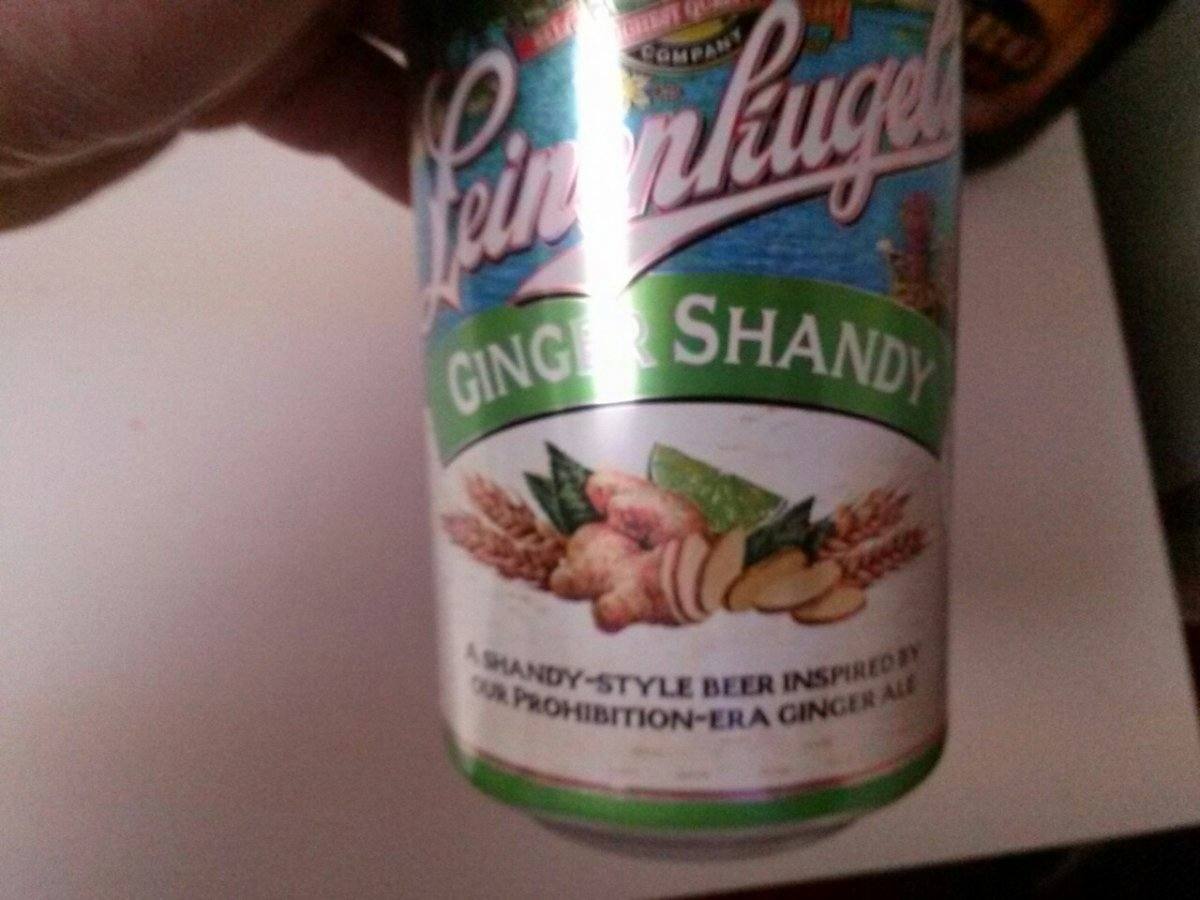 COMPANY
Leinenkugel's
GINGER SHANDY
A SHANDY-STYLE BEER INSPIRED BY
OUR PROHIBITION-ERA GINGER ALE